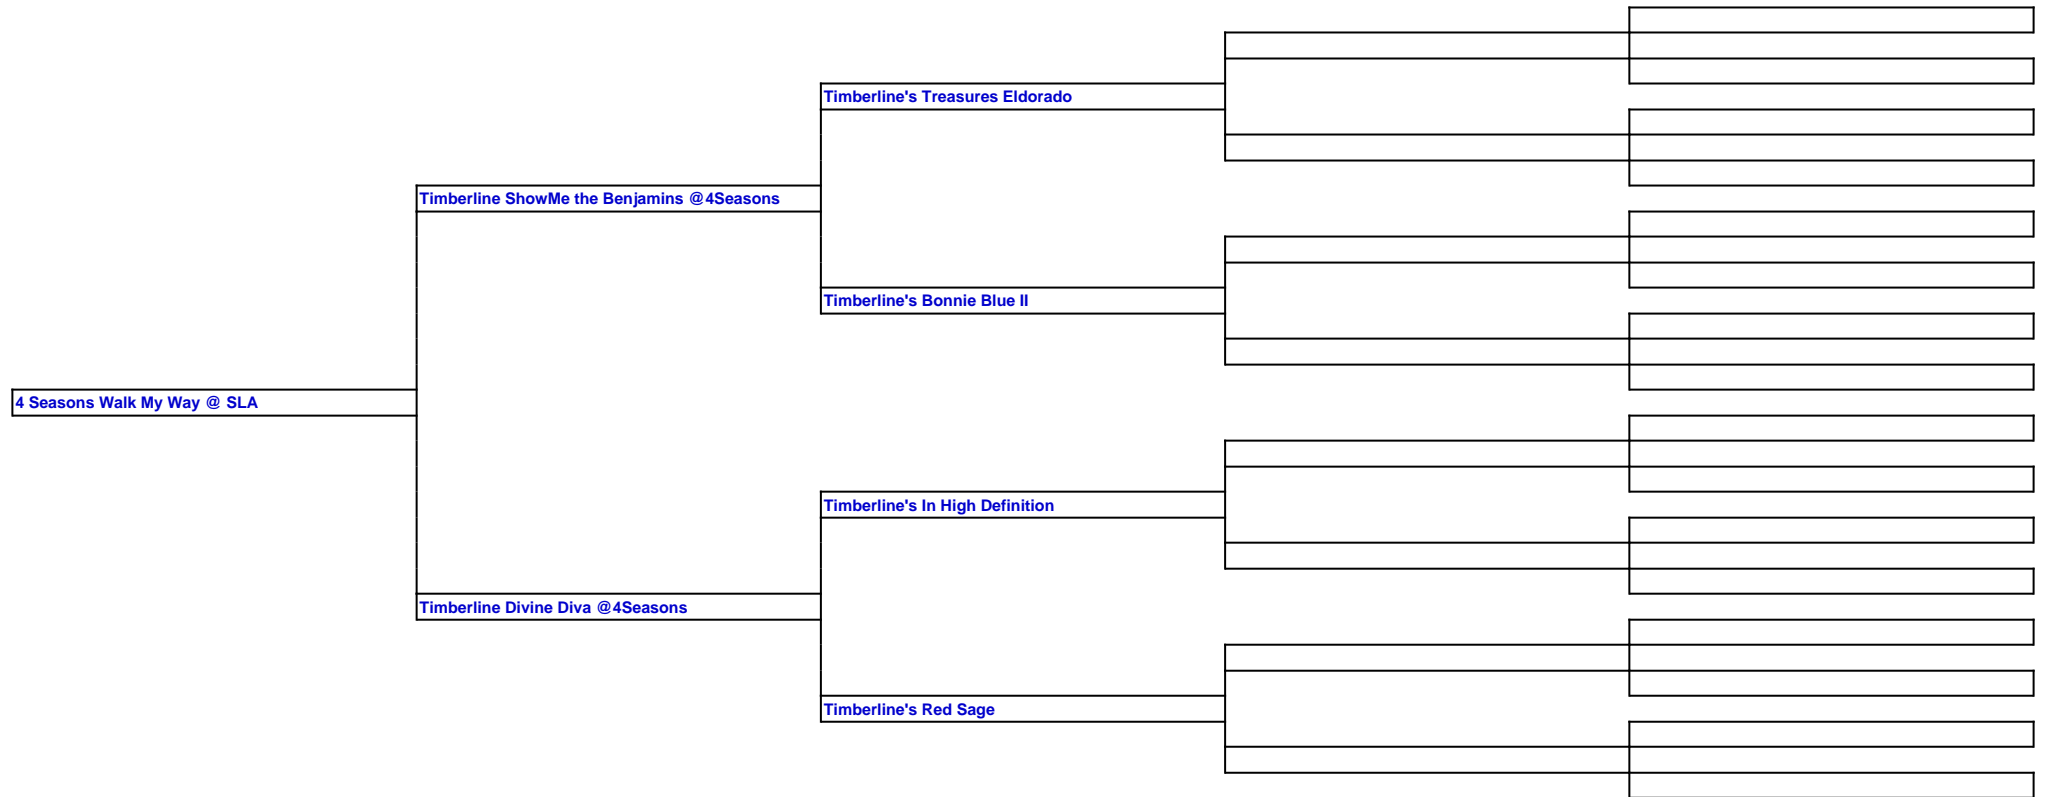 Timberline's Treasures Eldorado
Timberline ShowMe the Benjamins @4Seasons
Timberline's Bonnie Blue II
4 Seasons Walk My Way @ SLA
Timberline's In High Definition
Timberline Divine Diva @4Seasons
Timberline's Red Sage